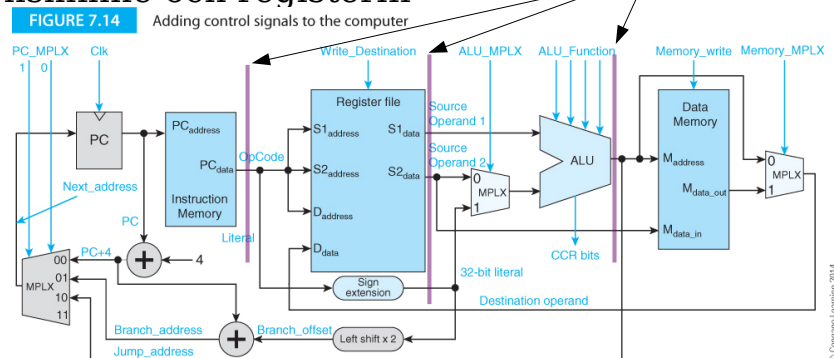 FIGURE 7.14 Adding control signals to the computer
PC_MPLX
1 0
Clk
Write_Destination
ALU_MPLX
ALU_Function
Memory_write
Memory_MPLX
PC
PCaddress
PCdata
Instruction
Memory
OpCode
Literal
Register file
S1address
S2address
Daddress
Ddata
S1data
S2data
Source
Operand 1
Source
Operand 2
0
MPLX
1
ALU
CCR bits
Data
Memory
Maddress
Mdata_out
Mdata_in
0
MPLX
1
Next_address
PC
PC+4
4
00
01
10
11
MPLX
Sign
extension
32-bit literal
Destination operand
Branch_address
Branch_offset
Left shift x 2
Jump_address
Learning 2014